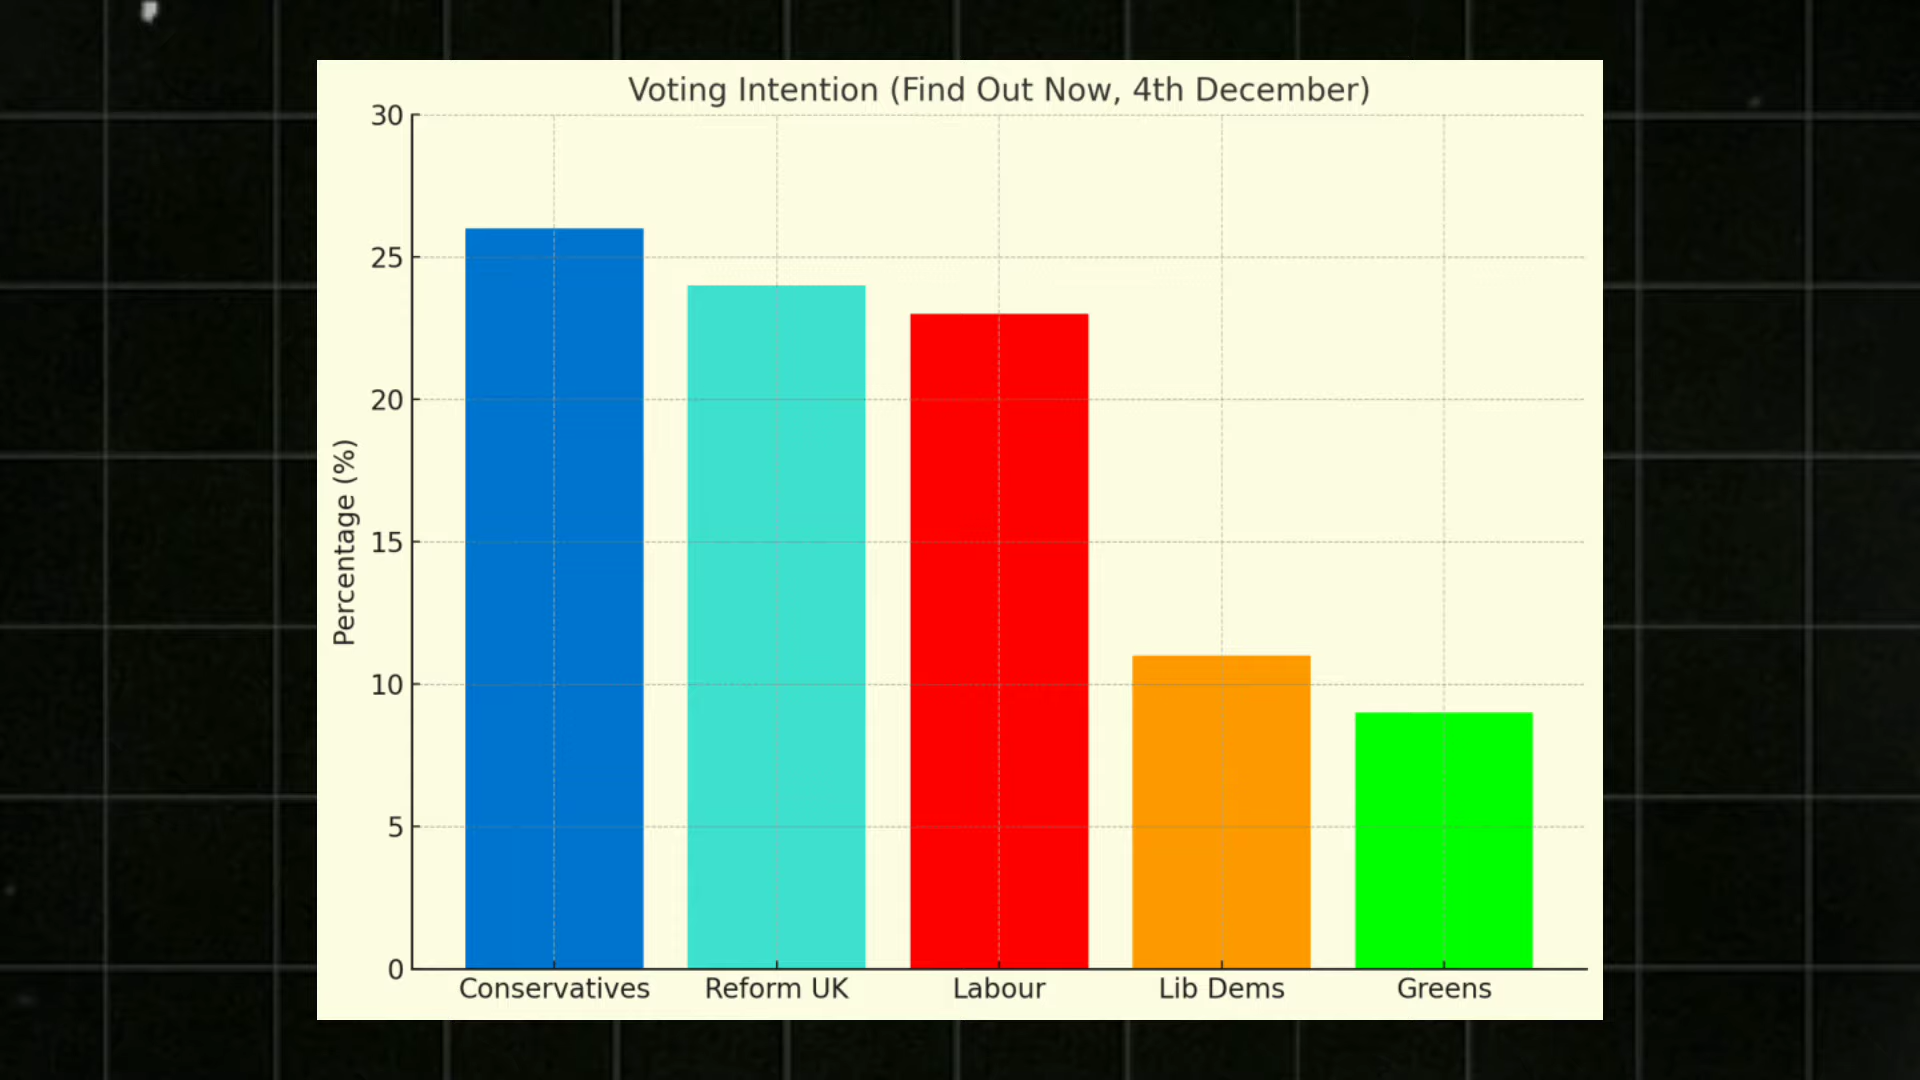 Voting Intention (Find Out Now, 4th December)
30
25
20
15
10
5
0
Percentage (%)
Conservatives
Reform UK
Labour
Lib Dems
Greens